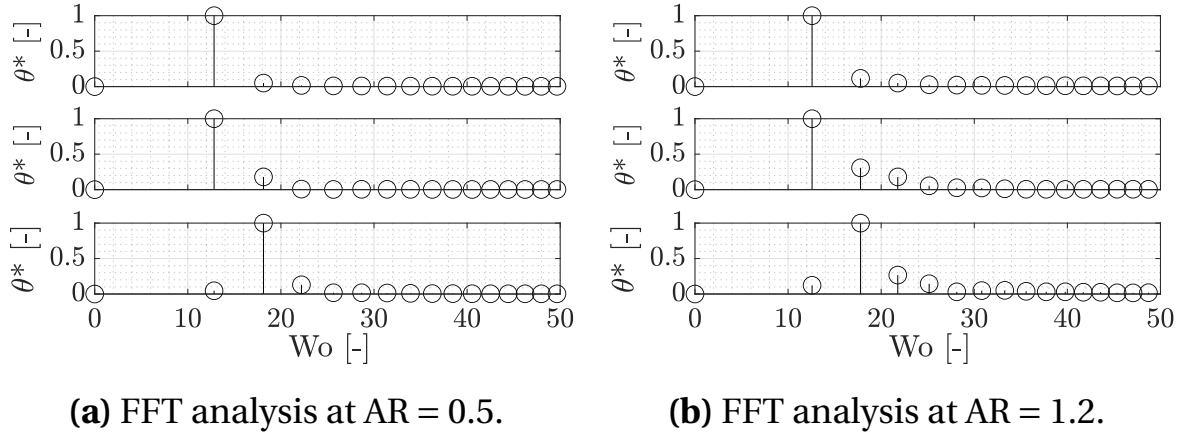 1
0.5
0
θ* [-]
1
0.5
0
θ* [-]
1
0.5
0
θ* [-]
0 10 20 30 40 50
Wo [-]
(a) FFT analysis at AR = 0.5.
1
0.5
0
θ* [-]
1
0.5
0
θ* [-]
1
0.5
0
θ* [-]
0 10 20 30 40 50
Wo [-]
(b) FFT analysis at AR = 1.2.